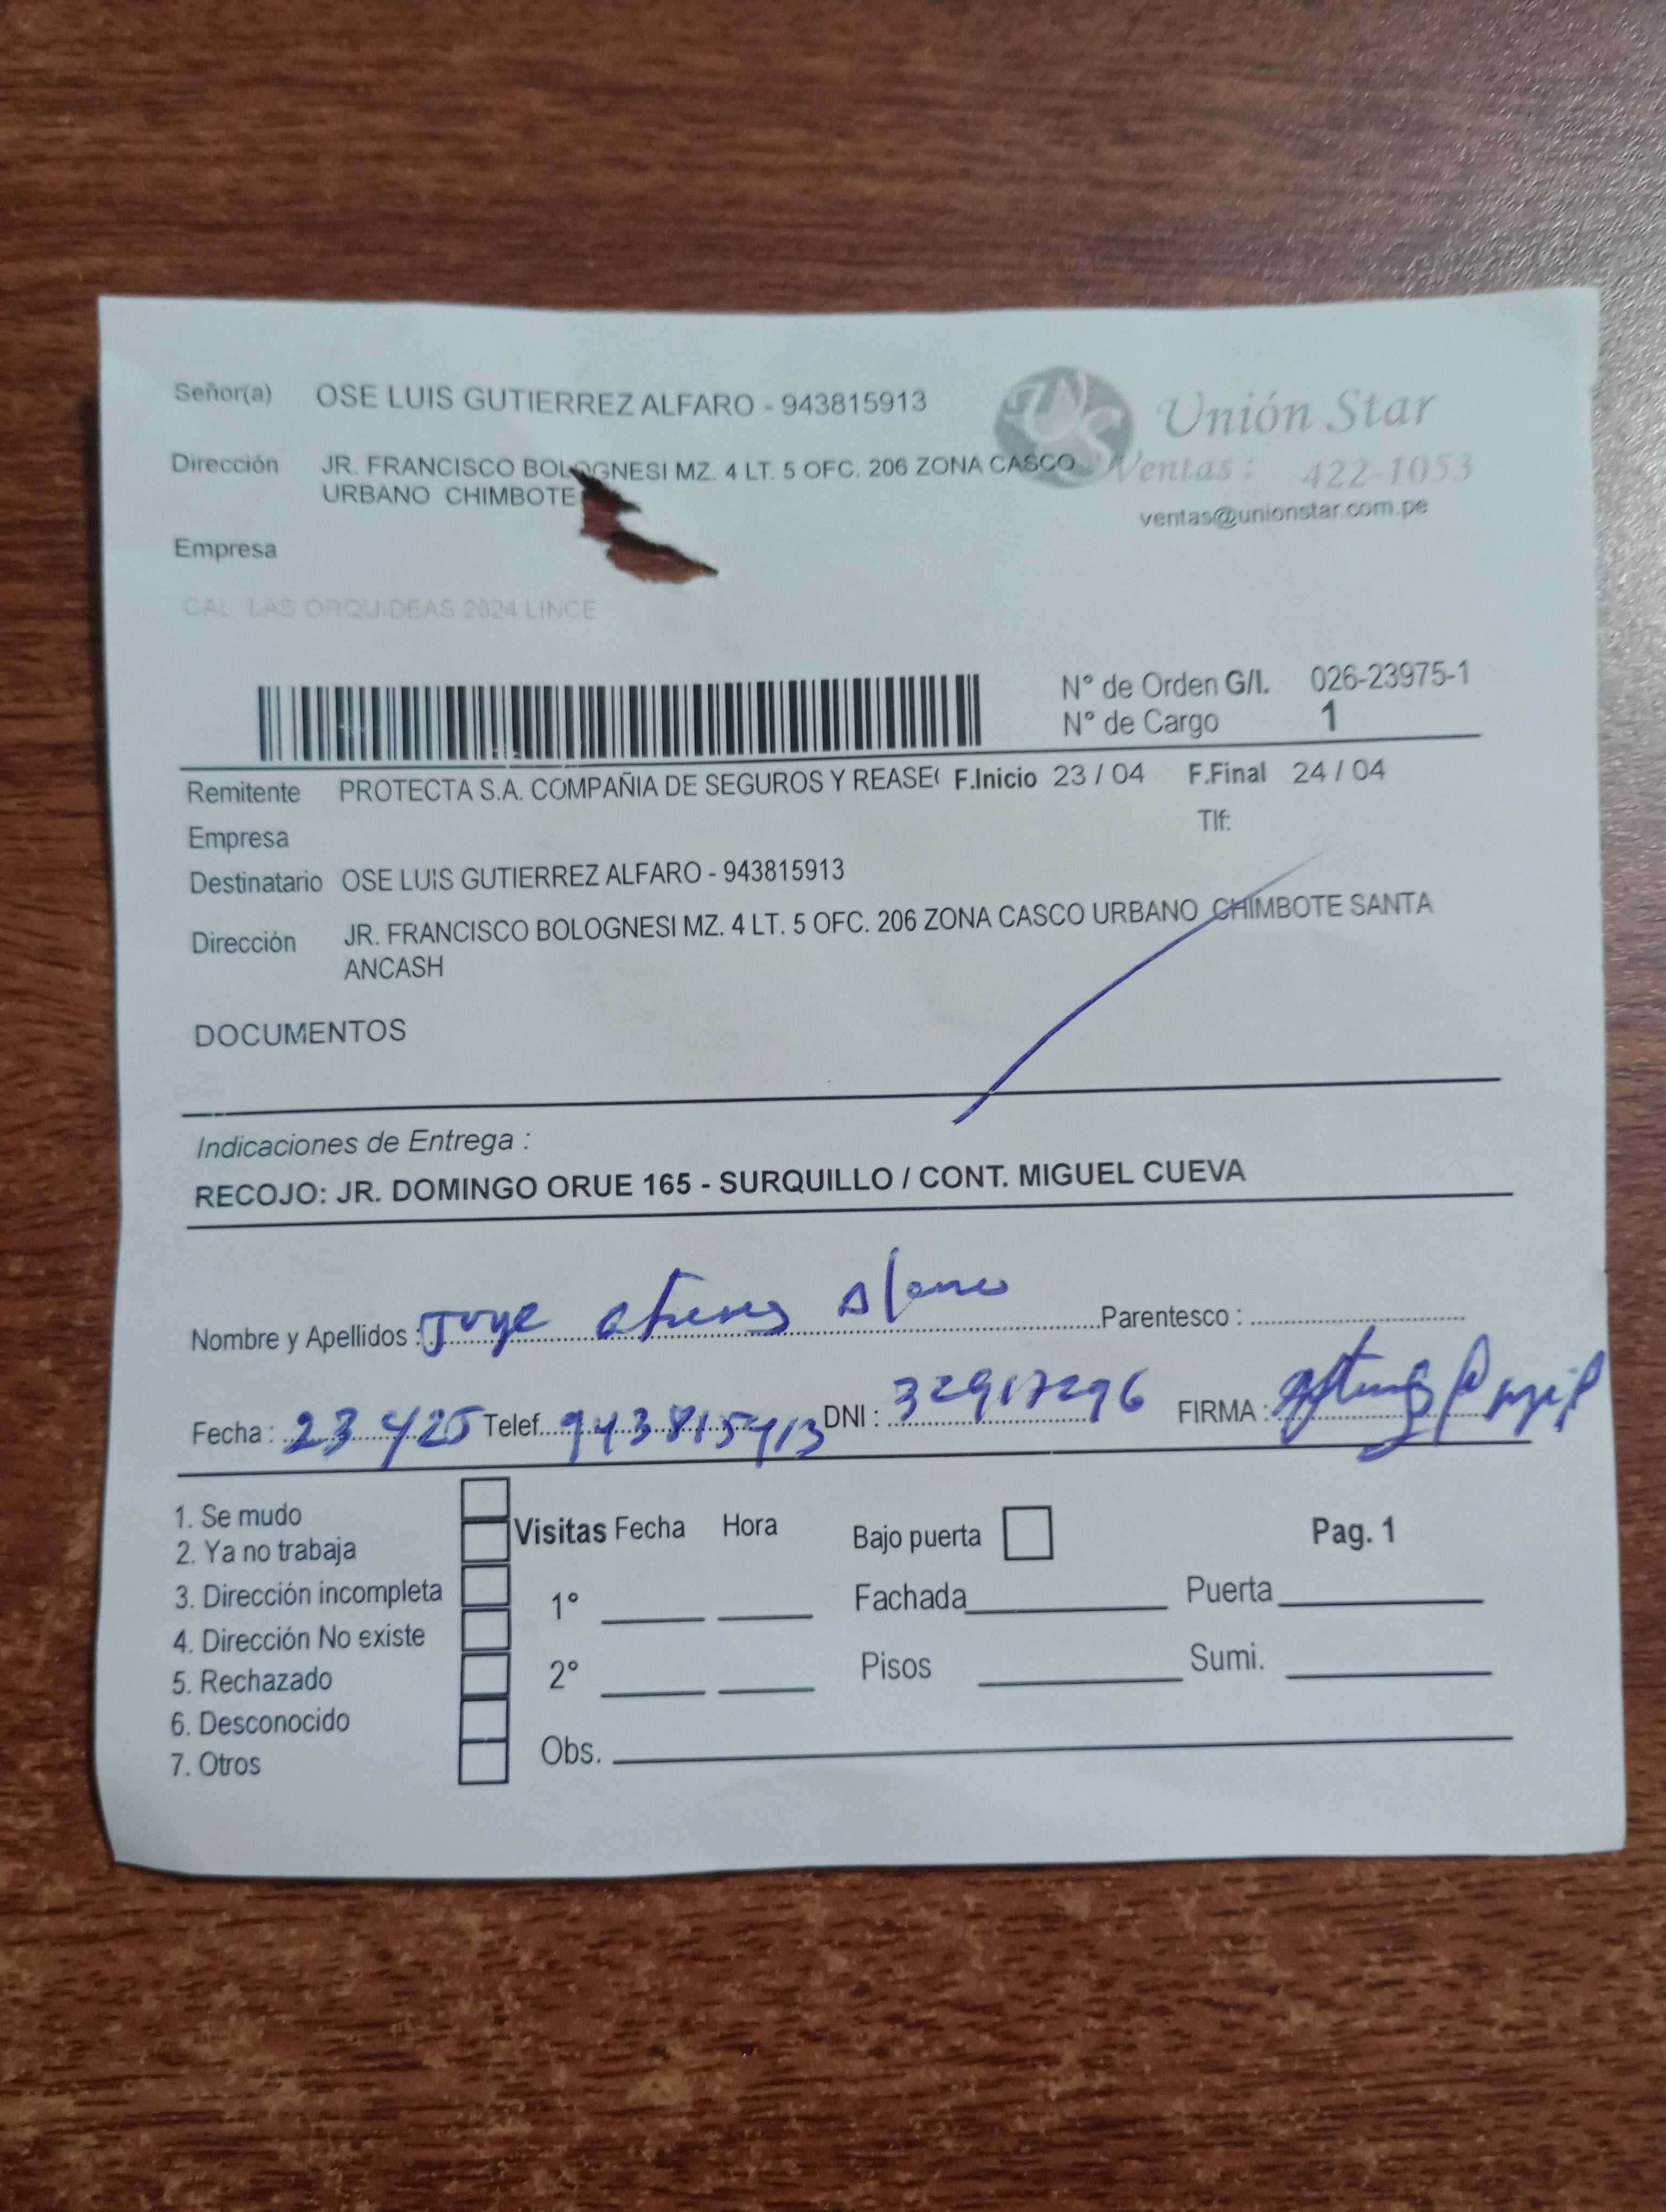 Señor(a) OSE LUIS GUTIERREZ ALFARO - 943815913
Unión Star
Dirección JR. FRANCISCO BOLOGNESI MZ. 4 LT. 5 OFC. 206 ZONA CASCO
URBANO CHIMBOTE
Ventas : 422-1053
ventas@unionstar.com.pe
Empresa
CAL LAS ORQUIDEAS 2624 LINCE
N° de Orden G/I. 026-23975-1
N° de Cargo 1
Remitente PROTECTA S.A. COMPAÑIA DE SEGUROS Y REASE F.Inicio 23 / 04 F.Final 24 / 04
Empresa Tlf:
Destinatario OSE LUIS GUTIERREZ ALFARO - 943815913
Dirección JR. FRANCISCO BOLOGNESI MZ. 4 LT. 5 OFC. 206 ZONA CASCO URBANO CHIMBOTE SANTA
ANCASH
DOCUMENTOS
Indicaciones de Entrega :
RECOJO: JR. DOMINGO ORUE 165 - SURQUILLO / CONT. MIGUEL CUEVA
Nombre y Apellidos : Parentesco :
Fecha : 23 4/25 Telef. 943815913 DNI : 32917296 FIRMA :
1. Se mudo
2. Ya no trabaja
3. Dirección incompleta
4. Dirección No existe
5. Rechazado
6. Desconocido
7. Otros
Visitas Fecha Hora Bajo puerta Pag. 1
1° Fachada Puerta
2° Pisos Sumi.
Obs.